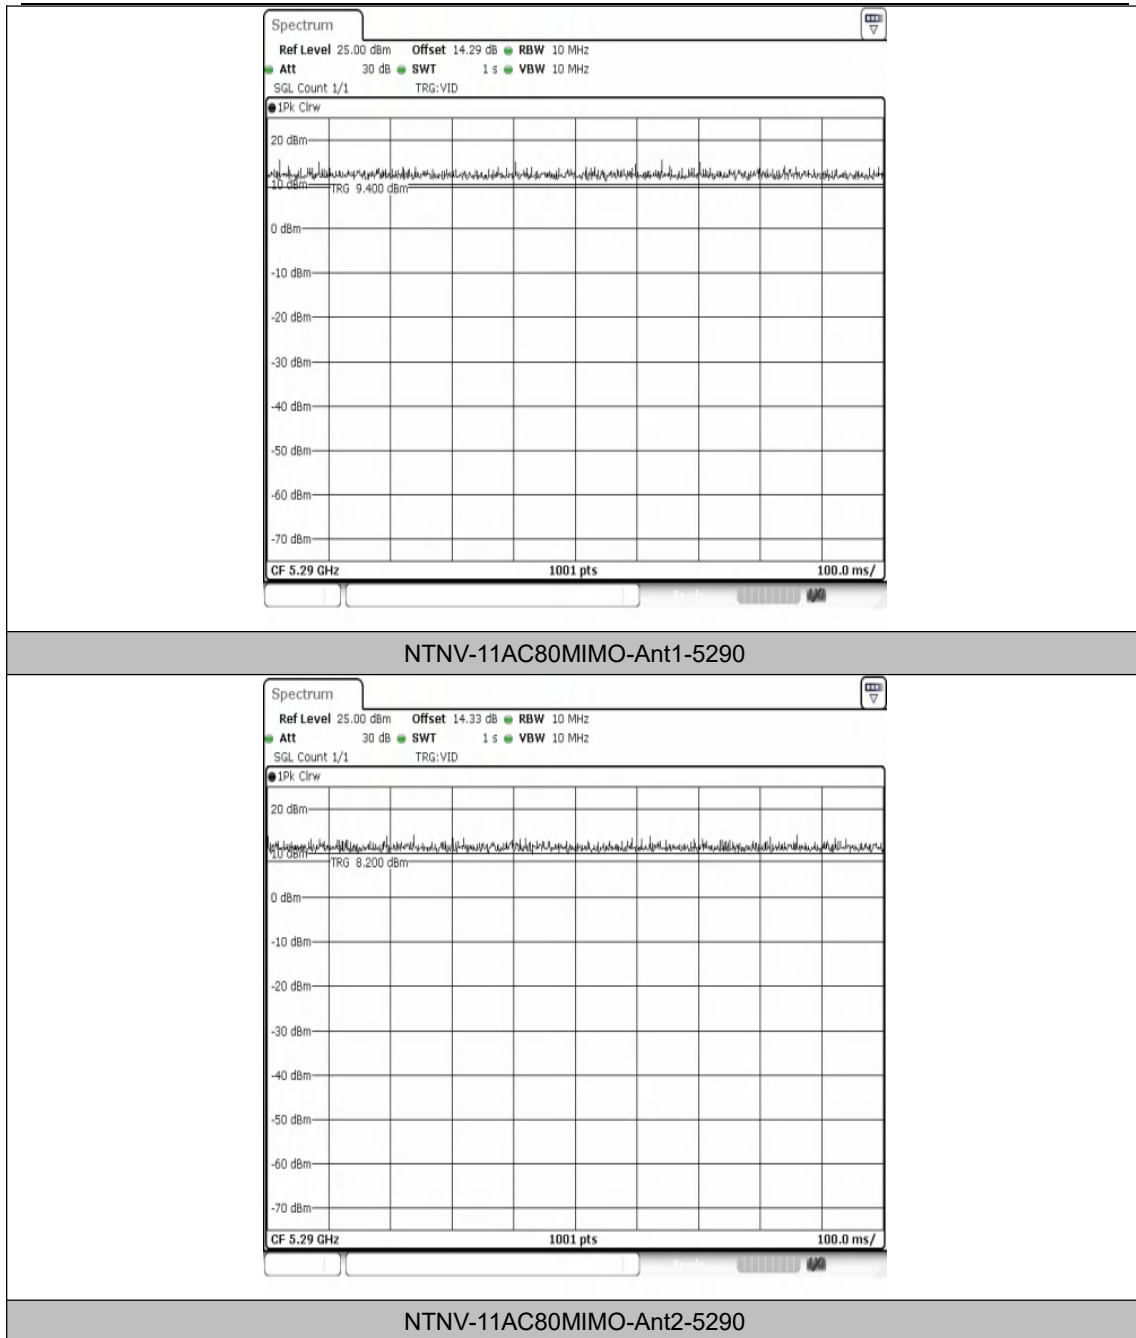 Spectrum
Ref Level 25.00 dBm Offset 14.29 dB RBW 10 MHz
Att 30 dB SWT 1 s VBW 10 MHz
SGL Count 1/1 TRG:VID
1Pk Clrw
20 dBm
10 dBm
TRG 9.400 dBm
0 dBm
-10 dBm
-20 dBm
-30 dBm
-40 dBm
-50 dBm
-60 dBm
-70 dBm
CF 5.29 GHz 1001 pts 100.0 ms/
NTNV-11AC80MIMO-Ant1-5290
Spectrum
Ref Level 25.00 dBm Offset 14.33 dB RBW 10 MHz
Att 30 dB SWT 1 s VBW 10 MHz
SGL Count 1/1 TRG:VID
1Pk Clrw
20 dBm
10 dBm
TRG 8.200 dBm
0 dBm
-10 dBm
-20 dBm
-30 dBm
-40 dBm
-50 dBm
-60 dBm
-70 dBm
CF 5.29 GHz 1001 pts 100.0 ms/
NTNV-11AC80MIMO-Ant2-5290